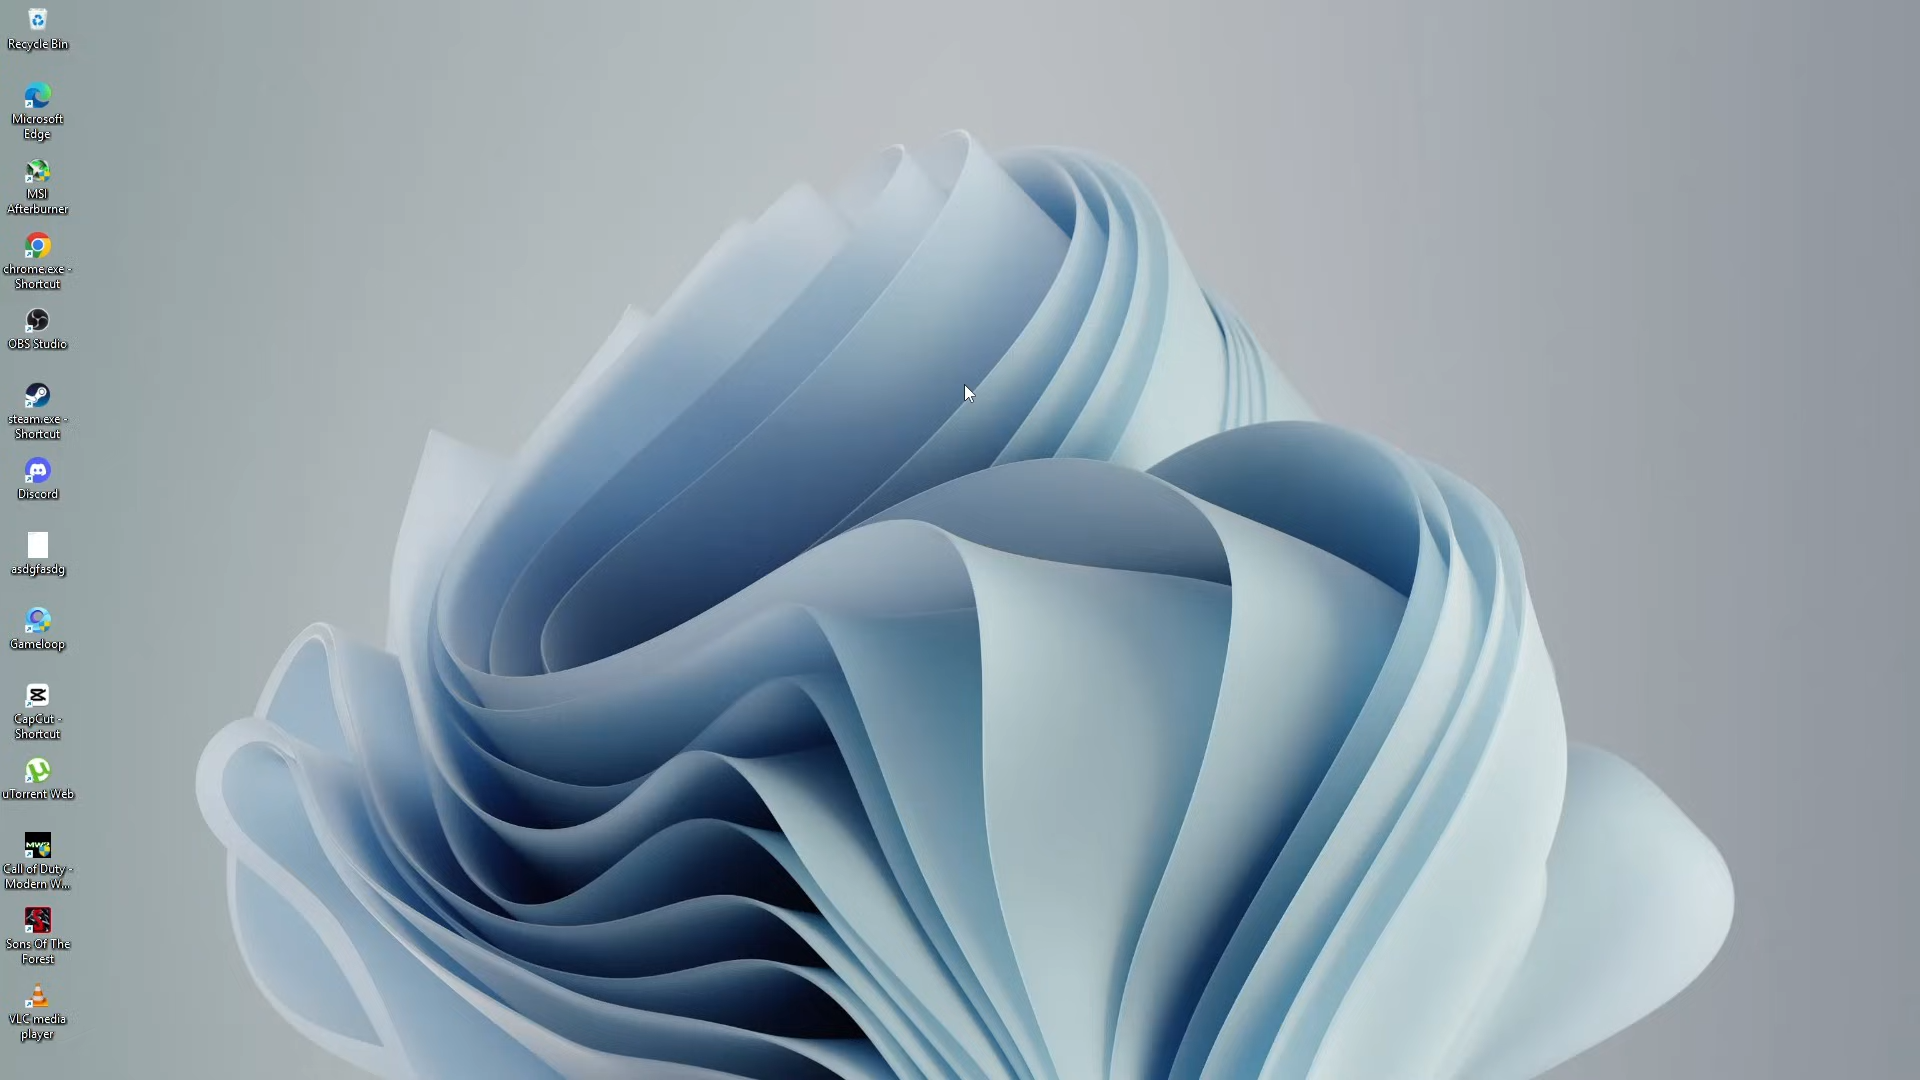 Recycle Bin
Microsoft
Edge
MSI
Afterburner
chrome.exe -
Shortcut
OBS Studio
steam.exe -
Shortcut
Discord
asdgfasdg
Gameloop
CapCut -
Shortcut
uTorrent Web
MW2
Call of Duty -
Modern W...
Sons Of The
Forest
VLC media
player